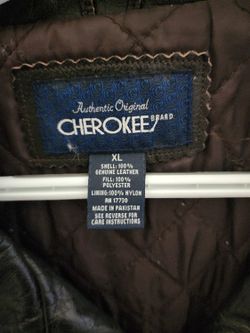 Authentic Original
CHEROKEE BRAND
XL
SHELL: 100%
GENUINE LEATHER
FILL: 100%
POLYESTER
LINING: 100% NYLON
RN 17730
MADE IN PAKISTAN
SEE REVERSE FOR
CARE INSTRUCTIONS